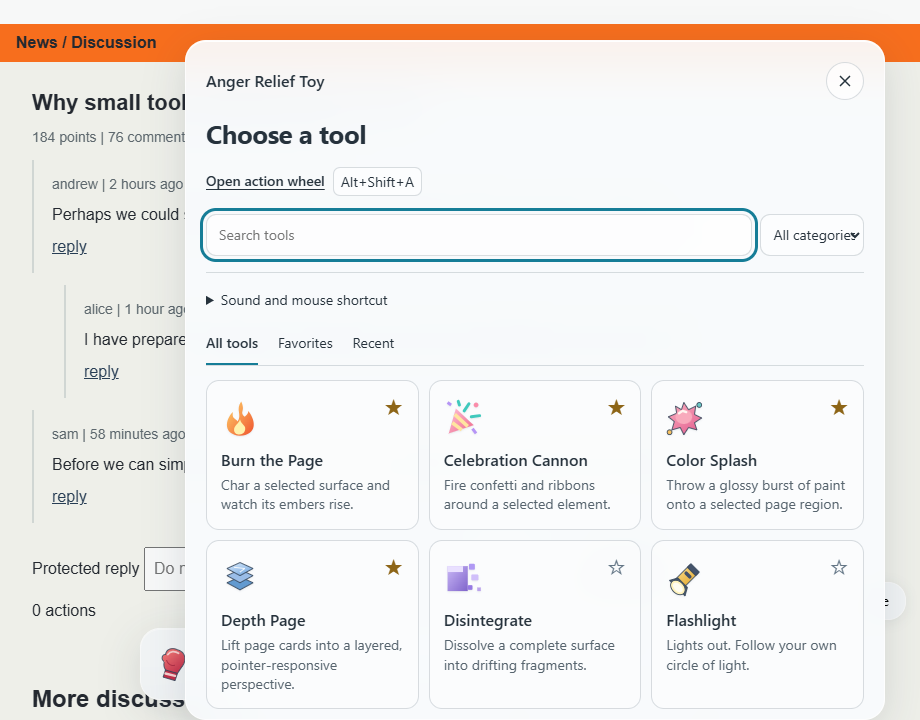 News / Discussion
Why small tool
184 points | 76 comment
andrew | 2 hours ago
Perhaps we could
reply
alice | 1 hour ago
I have prepare
reply
sam | 58 minutes ago
Before we can sim
reply
Protected reply
Do n
0 actions
More discuss
Anger Relief Toy
Choose a tool
Open action wheel Alt+Shift+A
Search tools All categories
Sound and mouse shortcut
All tools Favorites Recent
Burn the Page
Char a selected surface and
watch its embers rise.
Celebration Cannon
Fire confetti and ribbons
around a selected element.
Color Splash
Throw a glossy burst of paint
onto a selected page region.
Depth Page
Lift page cards into a layered,
pointer-responsive
perspective.
Disintegrate
Dissolve a complete surface
into drifting fragments.
Flashlight
Lights out. Follow your own
circle of light.